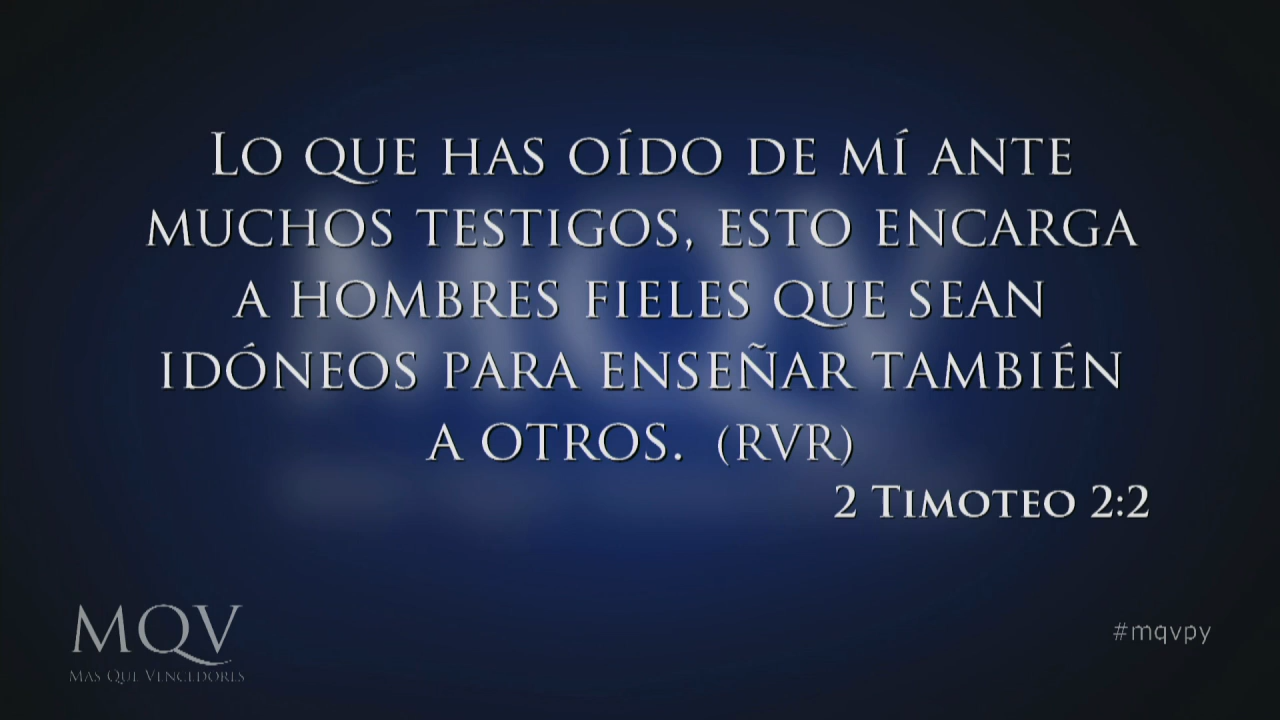 Lo que has oído de mí ante
muchos testigos, esto encarga
a hombres fieles que sean
idóneos para enseñar también
a otros. (RVR)
2 Timoteo 2:2
MQV
Mas Que Vencedores
#mqvpy